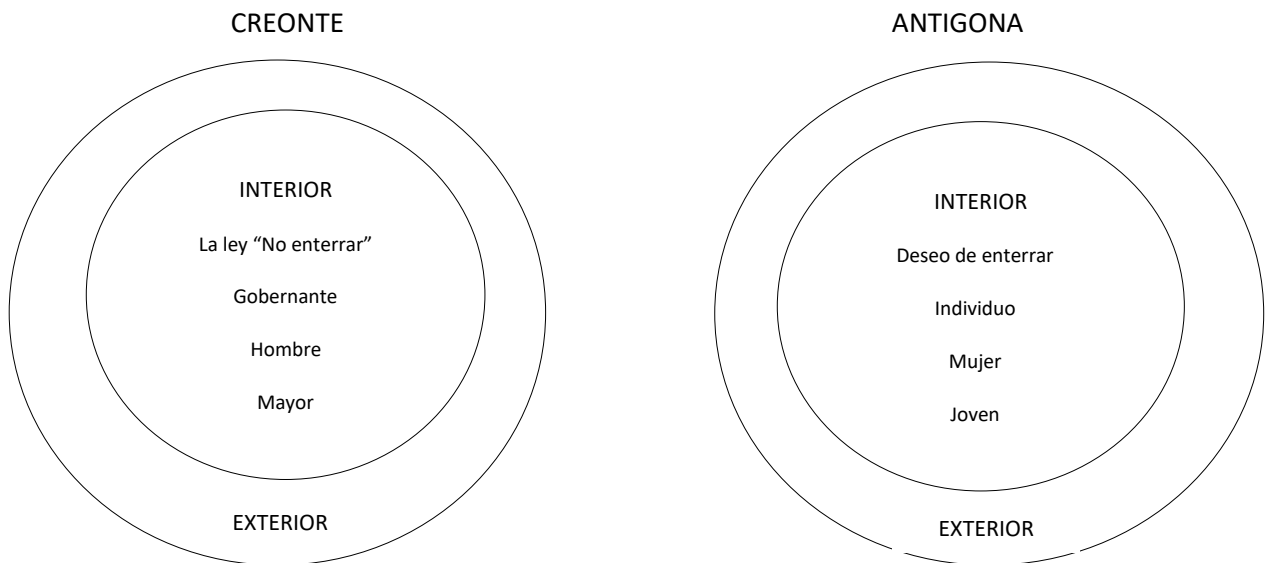 CREONTE
INTERIOR
La ley “No enterrar”
Gobernante
Hombre
Mayor
EXTERIOR
ANTIGONA
INTERIOR
Deseo de enterrar
Individuo
Mujer
Joven
EXTERIOR